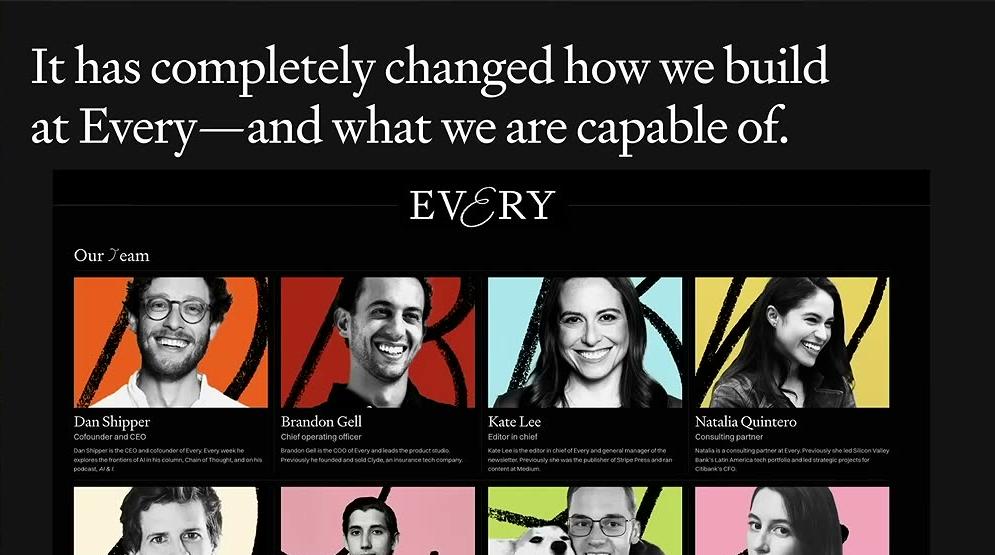 It has completely changed how we build
at Every—and what we are capable of.
EVERY
Our Team
Dan Shipper
Cofounder and CEO
Dan Shipper is the CEO and cofounder of Every. Every week he
explores the frontiers of AI in his column, Chain of Thought, and on his
podcast, AI & I.
Brandon Gell
Chief operating officer
Brandon Gell is the COO of Every and leads the product studio.
Previously he founded and sold Clyde, an insurance tech company.
Kate Lee
Editor in chief
Kate Lee is the editor in chief of Every and general manager of the
newsletter. Previously she was the publisher of Stripe Press and ran
content at Medium.
Natalia Quintero
Consulting partner
Natalia is a consulting partner at Every. Previously she led Silicon Valley
Bank's Latin America tech portfolio and led strategic projects for
Citibank's CFO.